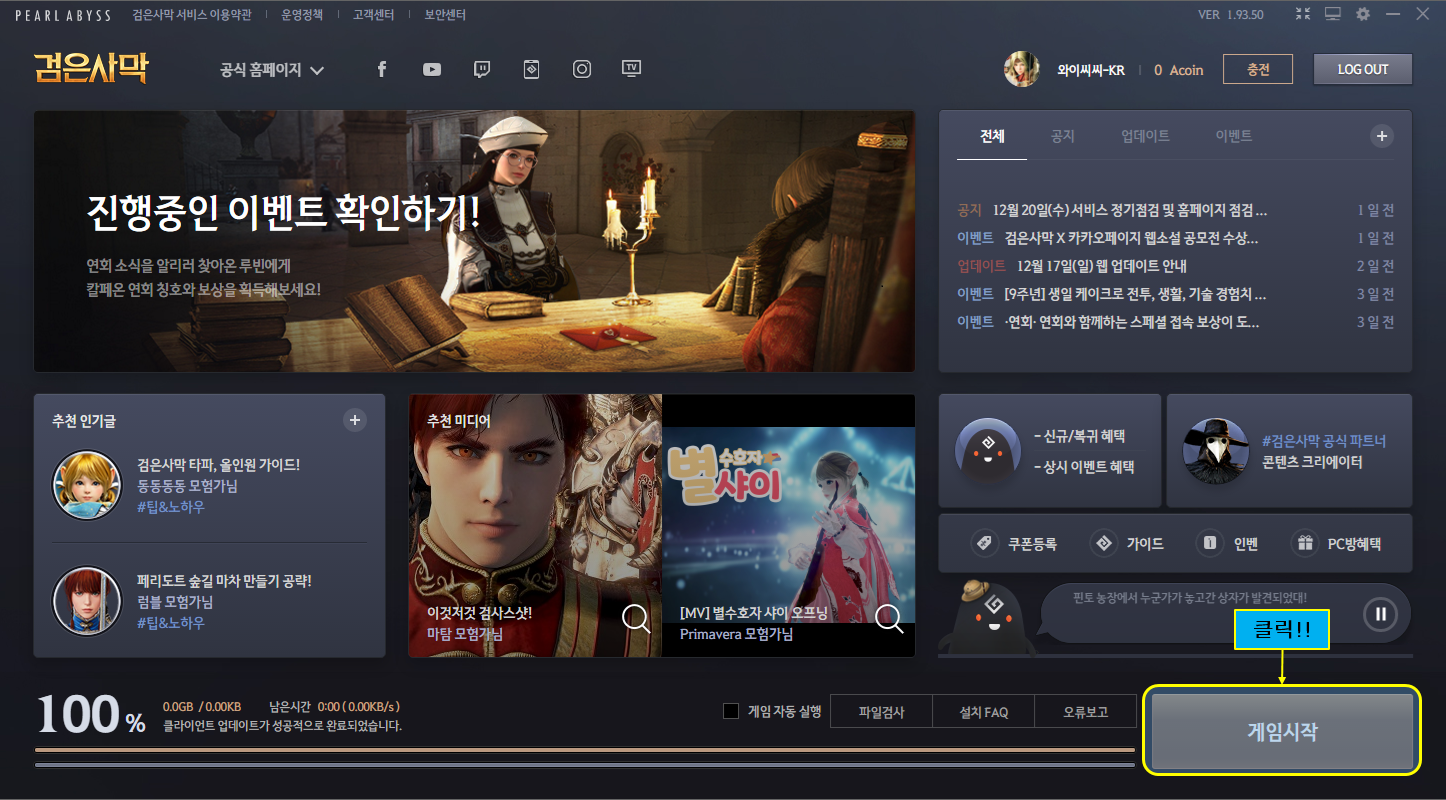 PEARL ABYSS 검은사막 서비스 이용약관 운영정책 고객센터 보안센터 VER 1.93.50
검은사막 공식 홈페이지 TV 와이씨씨-KR 0 Acoin 충전 LOG OUT
진행중인 이벤트 확인하기!
연회 소식을 알리러 찾아온 루빈에게
칼페온 연회 칭호와 보상을 획득해보세요!
전체 공지 업데이트 이벤트
공지 12월 20일(수) 서비스 정기점검 및 홈페이지 점검 ... 1 일 전
이벤트 검은사막 X 카카오페이지 웹소설 공모전 수상... 1 일 전
업데이트 12월 17일(일) 웹 업데이트 안내 2 일 전
이벤트 [9주년] 생일 케이크로 전투, 생활, 기술 경험치 ... 3 일 전
이벤트 ·연회· 연회와 함께하는 스페셜 접속 보상이 도... 3 일 전
추천 인기글
검은사막 타파, 올인원 가이드!
동동동동 모험가님
#팁&노하우
페리도트 숲길 마차 만들기 공략!
럼블 모험가님
#팁&노하우
추천 미디어
이것저것 검사스샷!
마탐 모험가님
별수호자 샤이
[MV] 별수호자 샤이 오프닝
Primavera 모험가님
- 신규/복귀 혜택
- 상시 이벤트 혜택
#검은사막 공식 파트너
콘텐츠 크리에이터
쿠폰등록 가이드 인벤 PC방혜택
핀토 농장에서 누군가가 놓고간 상자가 발견되었대!
클릭!!
100 % 0.0GB / 0.00KB 남은시간 0:00 ( 0.00KB/s )
클라이언트 업데이트가 성공적으로 완료되었습니다.
게임 자동 실행 파일검사 설치 FAQ 오류보고
게임시작